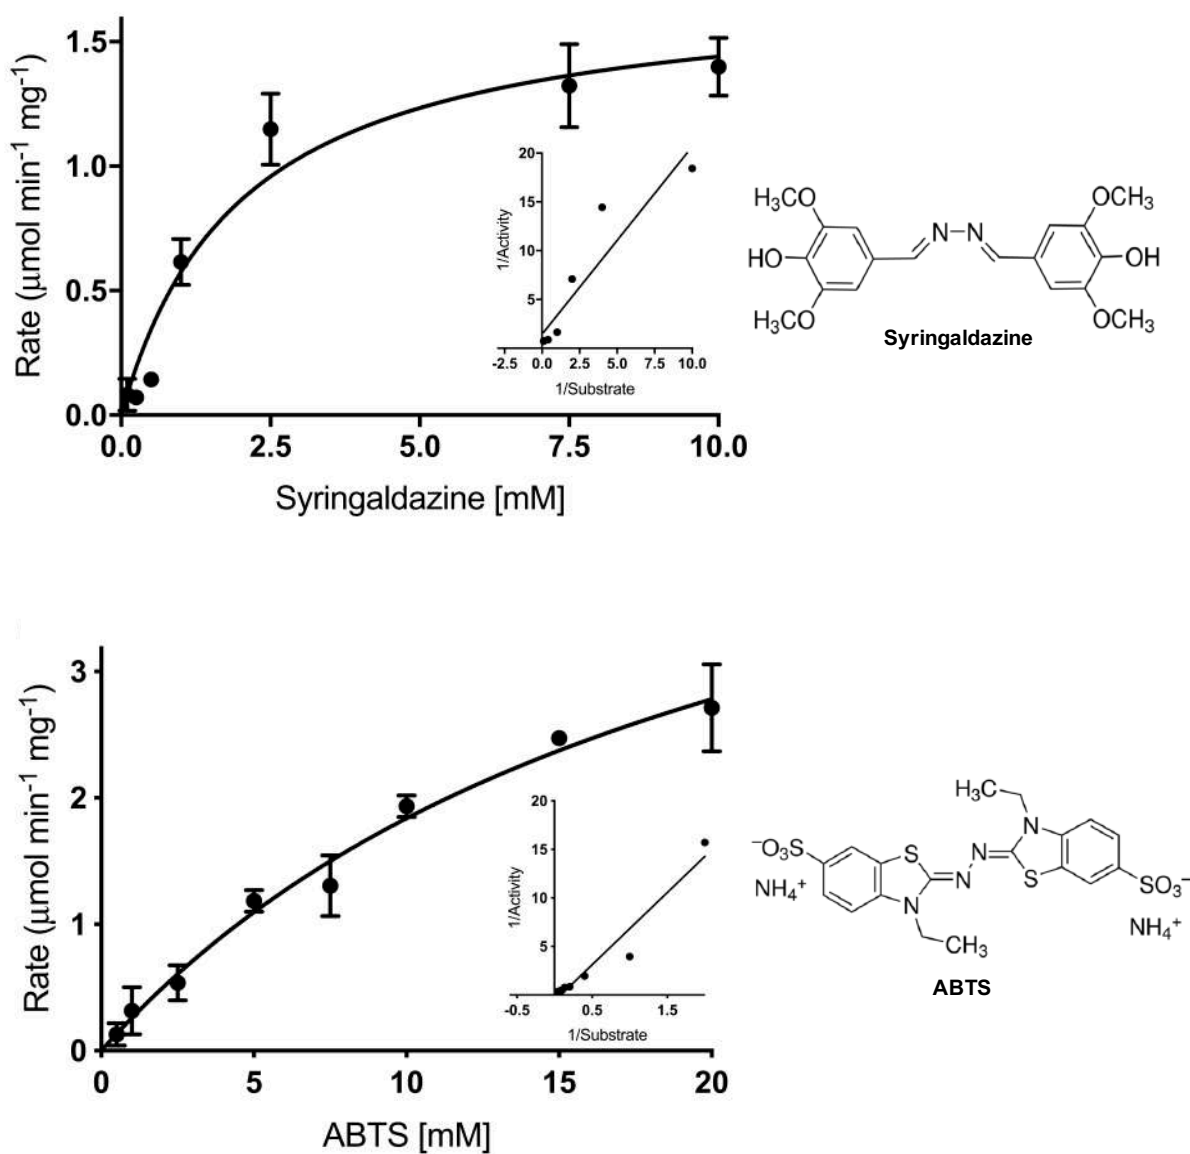 Rate (μmol min⁻¹ mg⁻¹)
1.5
1.0
0.5
0.0
0.0 2.5 5.0 7.5 10.0
Syringaldazine [mM]
1/Activity
20
15
10
5
-2.5 0.0 2.5 5.0 7.5 10.0
1/Substrate
H₃CO OCH₃
HO N N OH
H₃CO OCH₃
Syringaldazine
Rate (μmol min⁻¹ mg⁻¹)
3
2
1
0
0 5 10 15 20
ABTS [mM]
1/Activity
20
15
10
5
-0.5 0.5 1.5
1/Substrate
H₃C
N
⁻O₃S S N
N S SO₃⁻
NH₄⁺ N
NH₄⁺
CH₃
ABTS